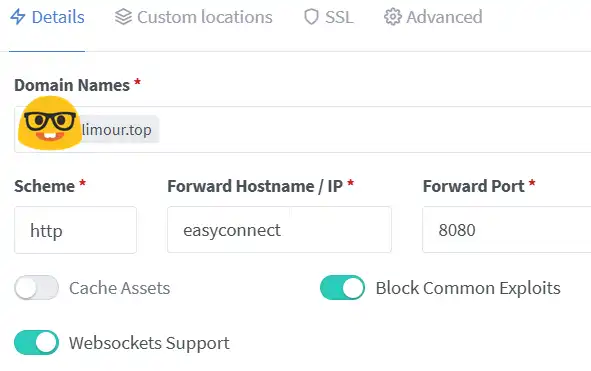 Details Custom locations SSL Advanced
Domain Names *
limour.top
Scheme * Forward Hostname / IP * Forward Port *
http easyconnect 8080
Cache Assets Block Common Exploits
Websockets Support